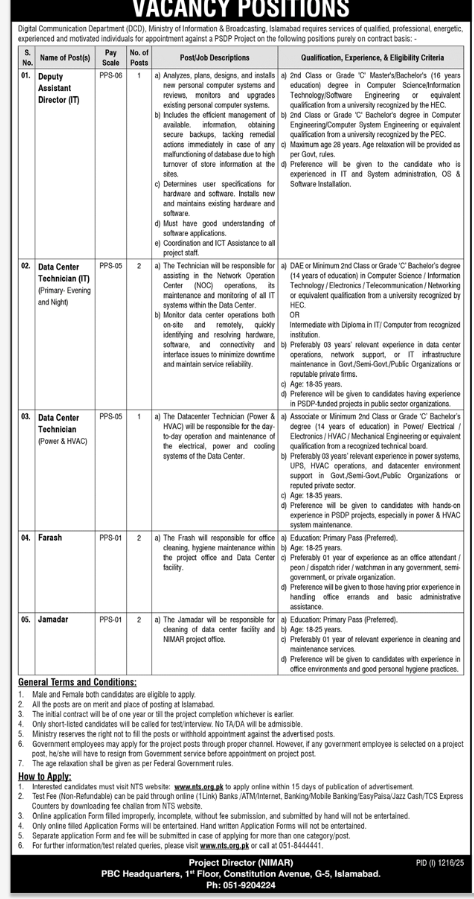 VACANCY POSITIONS
Digital Communication Department (DCD), Ministry of Information & Broadcasting, Islamabad requires services of qualified, professional, energetic,
experienced and motivated individuals for appointment against a PSDP Project on the following positions purely on contract basis: -
S. No. Name of Post(s) Pay Scale No. of Posts Post/Job Descriptions Qualification, Experience, & Eligibility Criteria
01. Deputy Assistant Director (IT) PPS-06 1
a) Analyzes, plans, designs, and installs
new personal computer systems and
reviews, monitors and upgrades
existing personal computer systems.
b) Includes the efficient management of
available, information, obtaining
secure backups, tacking remedial
actions immediately in case of any
malfunctioning of database due to high
turnover of store information at the
sites.
c) Determines user specifications for
hardware and software. Installs new
and maintains existing hardware and
software.
d) Must have good understanding of
software applications.
e) Coordination and ICT Assistance to all
project staff.
a) 2nd Class or Grade 'C' Master's/Bachelor's (16 years
education) degree in Computer Science/Information
Technology/Software Engineering or equivalent
qualification from a university recognized by the HEC.
b) 2nd Class or Grade 'C' Bachelor's degree in Computer
Engineering/Computer System Engineering or equivalent
qualification from a university recognized by the PEC.
c) Maximum age 28 years. Age relaxation will be provided as
per Govt, rules.
d) Preference will be given to the candidate who is
experienced in IT and System administration, OS &
Software Installation.
02. Data Center Technician (IT) (Primary- Evening and Night) PPS-05 2
a) The Technician will be responsible for
assisting in the Network Operation
Center (NOC) operations, its
maintenance and monitoring of all IT
systems within the Data Center.
b) Monitor data center operations both
on-site and remotely, quickly
identifying and resolving hardware,
software, and connectivity and
interface issues to minimize downtime
and maintain service reliability.
a) DAE or Minimum 2nd Class or Grade 'C' Bachelor's degree
(14 years of education) in Computer Science / Information
Technology / Electronics / Telecommunication / Networking
or equivalent qualification from a university recognized by
HEC.
OR
Intermediate with Diploma in IT/ Computer from recognized
institution.
b) Preferably 03 years' relevant experience in data center
operations, network support, or IT infrastructure
maintenance in Govt./Semi-Govt./Public Organizations or
reputable private firms.
c) Age: 18-35 years.
d) Preference will be given to candidates having experience
in PSDP-funded projects in public sector organizations.
03. Data Center Technician (Power & HVAC) PPS-05 1
a) The Datacenter Technician (Power &
HVAC) will be responsible for the day-
to-day operation and maintenance of
the electrical, power and cooling
systems of the Data Center.
a) Associate or Minimum 2nd Class or Grade 'C' Bachelor's
degree (14 years of education) in Power/ Electrical /
Electronics / HVAC / Mechanical Engineering or equivalent
qualification from a recognized technical board.
b) Preferably 03 years' relevant experience in power systems,
UPS, HVAC operations, and datacenter environment
support in Govt./Semi-Govt./Public Organizations or
reputed private sector.
c) Age: 18-35 years.
d) Preference will be given to candidates with hands-on
experience in PSDP projects, especially in power & HVAC
system maintenance.
04. Farash PPS-01 2
a) The Frash will responsible for office
cleaning, hygiene maintenance within
the project office and Data Center
facility.
a) Education: Primary Pass (Preferred).
b) Age: 18-25 years.
c) Preferably 01 year of experience as an office attendant /
peon / dispatch rider / watchman in any government, semi-
government, or private organization.
d) Preference will be given to those having prior experience in
handling office errands and basic administrative
assistance.
05. Jamadar PPS-01 2
a) The Jamadar will be responsible for
cleaning of data center facility and
NIMAR project office.
a) Education: Primary Pass (Preferred).
b) Age: 18-25 years.
c) Preferably 01 year of relevant experience in cleaning and
maintenance services.
d) Preference will be given to candidates with experience in
office environments and good personal hygiene practices.
General Terms and Conditions:
1. Male and Female both candidates are eligible to apply.
2. All the posts are on merit and place of posting at Islamabad.
3. The initial contract will be of one year or till the project completion whichever is earlier.
4. Only short-listed candidates will be called for test/interview. No TA/DA will be admissible.
5. Ministry reserves the right not to fill the posts or withhold appointment against the advertised posts.
6. Government employees may apply for the project posts through proper channel. However, if any government employee is selected on a project
post, he/she will have to resign from Government service before appointment on project post.
7. The age relaxation shall be given as per Federal Government rules.
How to Apply:
1. Interested candidates must visit NTS website: www.nts.org.pk to apply online within 15 days of publication of advertisement.
2. Test Fee (Non-Refundable) can be paid through online (1Link) Banks /ATM/Internet, Banking/Mobile Banking/EasyPaisa/Jazz Cash/TCS Express
Counters by downloading fee challan from NTS website.
3. Online application Form filled improperly, incomplete, without fee submission, and submitted by hand will not be entertained.
4. Only online filled Application Forms will be entertained. Hand written Application Forms will not be entertained.
5. Separate application Form and fee will be submitted in case of applying for more than one category/post.
6. For further information/test related queries, please visit www.nts.org.pk or call at 051-8444441.
Project Director (NIMAR) PID (I) 1216/25
PBC Headquarters, 1st Floor, Constitution Avenue, G-5, Islamabad.
Ph: 051-9204224